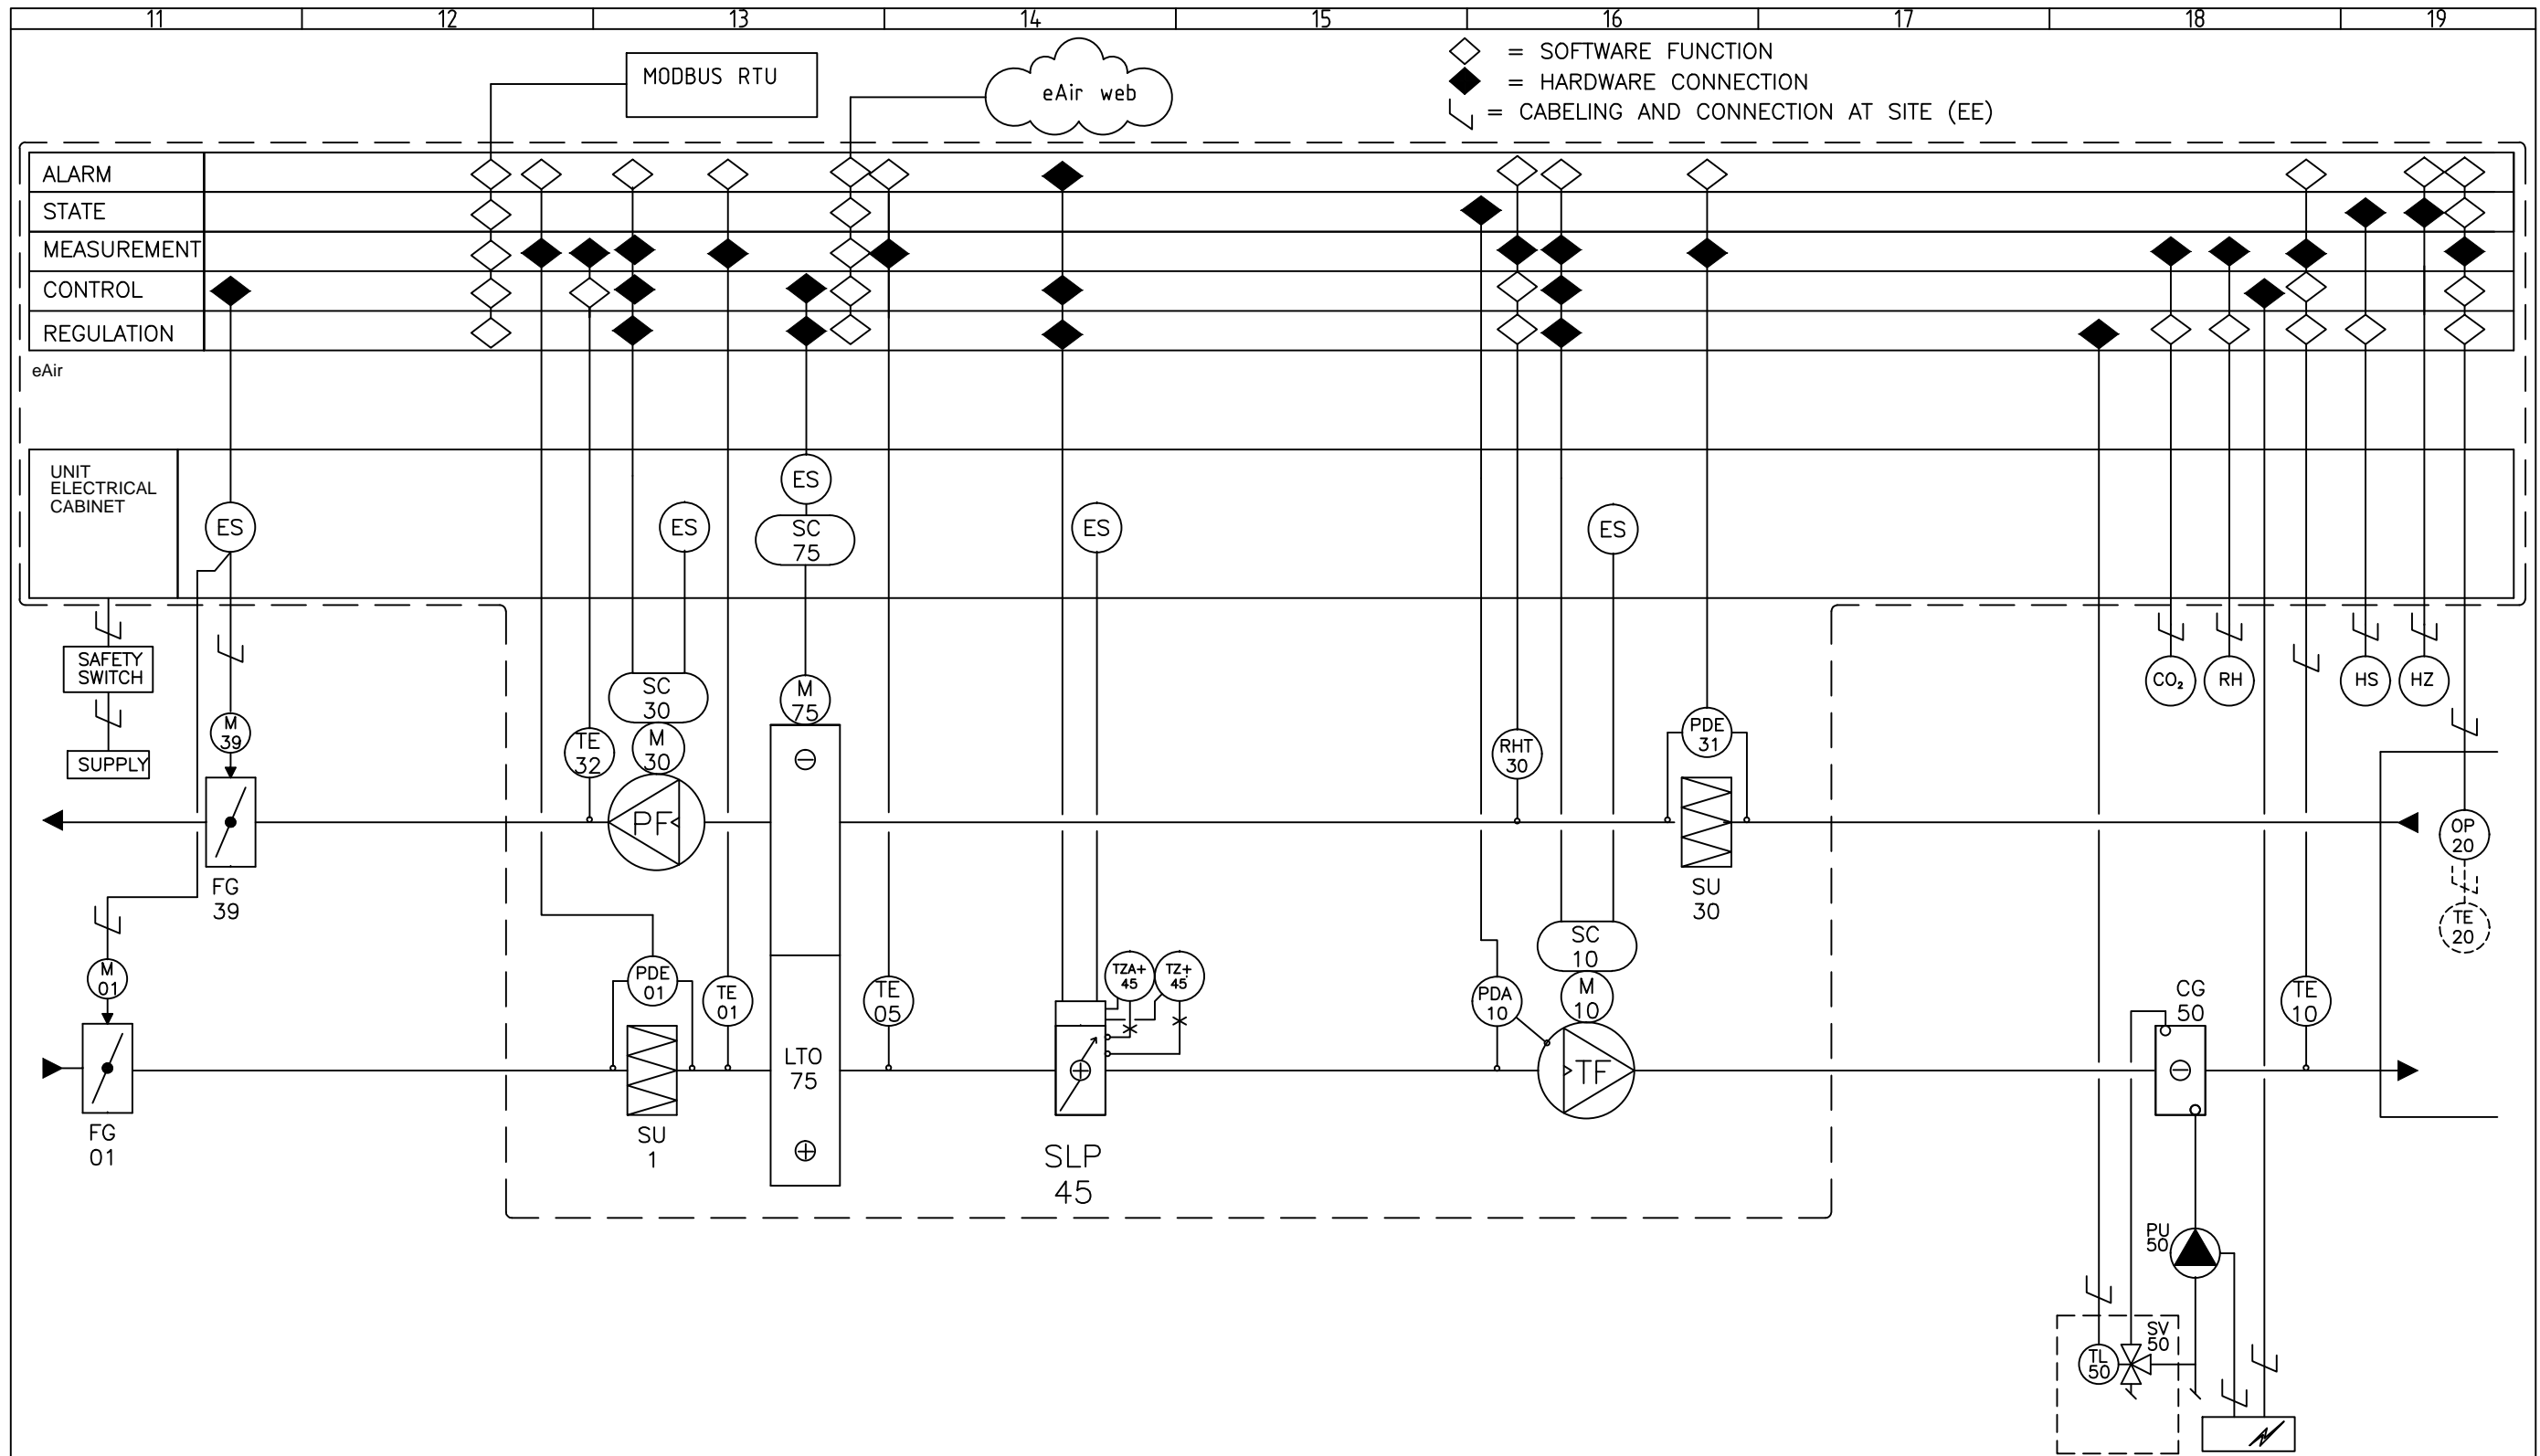 11 12 13 14 15 16 17 18 19
= SOFTWARE FUNCTION
MODBUS RTU
eAir web
= HARDWARE CONNECTION
= CABELING AND CONNECTION AT SITE (EE)
ALARM
STATE
MEASUREMENT
CONTROL
REGULATION
eAir
UNIT
ELECTRICAL
CABINET
ES
ES
ES
SC
75
ES
ES
SAFETY
SWITCH
SUPPLY
M
39
TE
32
SC
30
M
30
M
75
RHT
30
PDE
31
CO₂
RH
HS
HZ
PF
OP
20
TE
20
FG
39
SU
30
M
01
PDE
01
TE
01
TE
05
TZA+
45
TZ+
45
PDA
10
SC
10
M
10
CG
50
TE
10
LTO
75
TF
FG
01
SU
1
SLP
45
PU
50
SV
50
TL
50